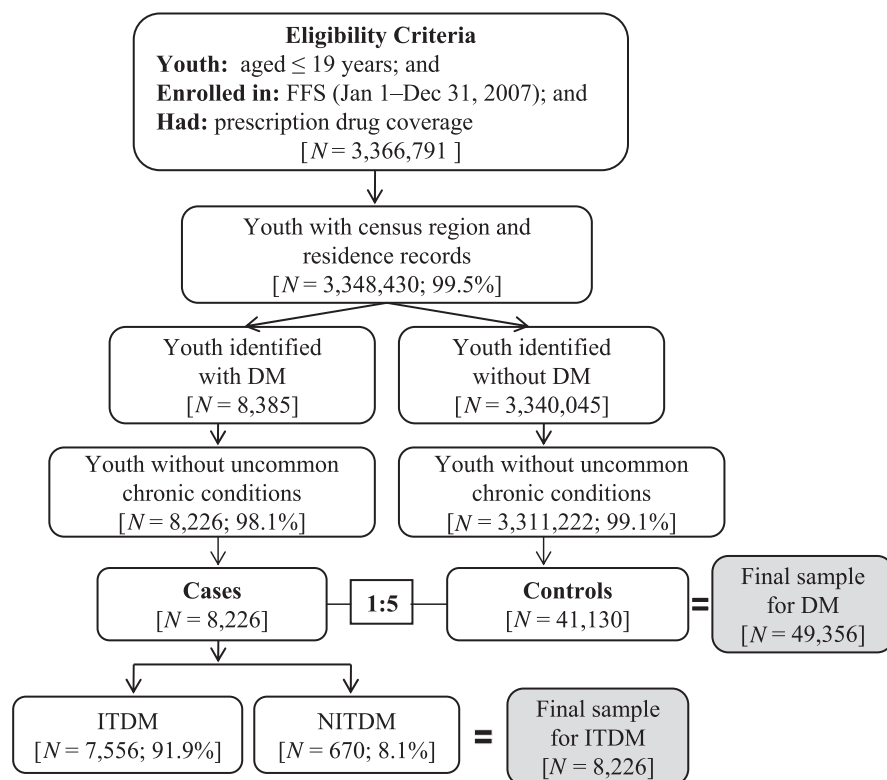 Eligibility Criteria
Youth: aged ≤ 19 years; and
Enrolled in: FFS (Jan 1–Dec 31, 2007); and
Had: prescription drug coverage
[N = 3,366,791 ]
Youth with census region and
residence records
[N = 3,348,430; 99.5%]
Youth identified
with DM
[N = 8,385]
Youth identified
without DM
[N = 3,340,045]
Youth without uncommon
chronic conditions
[N = 8,226; 98.1%]
Youth without uncommon
chronic conditions
[N = 3,311,222; 99.1%]
Cases
[N = 8,226]
1:5
Controls
[N = 41,130]
=
Final sample
for DM
[N = 49,356]
ITDM
[N = 7,556; 91.9%]
NITDM
[N = 670; 8.1%]
=
Final sample
for ITDM
[N = 8,226]